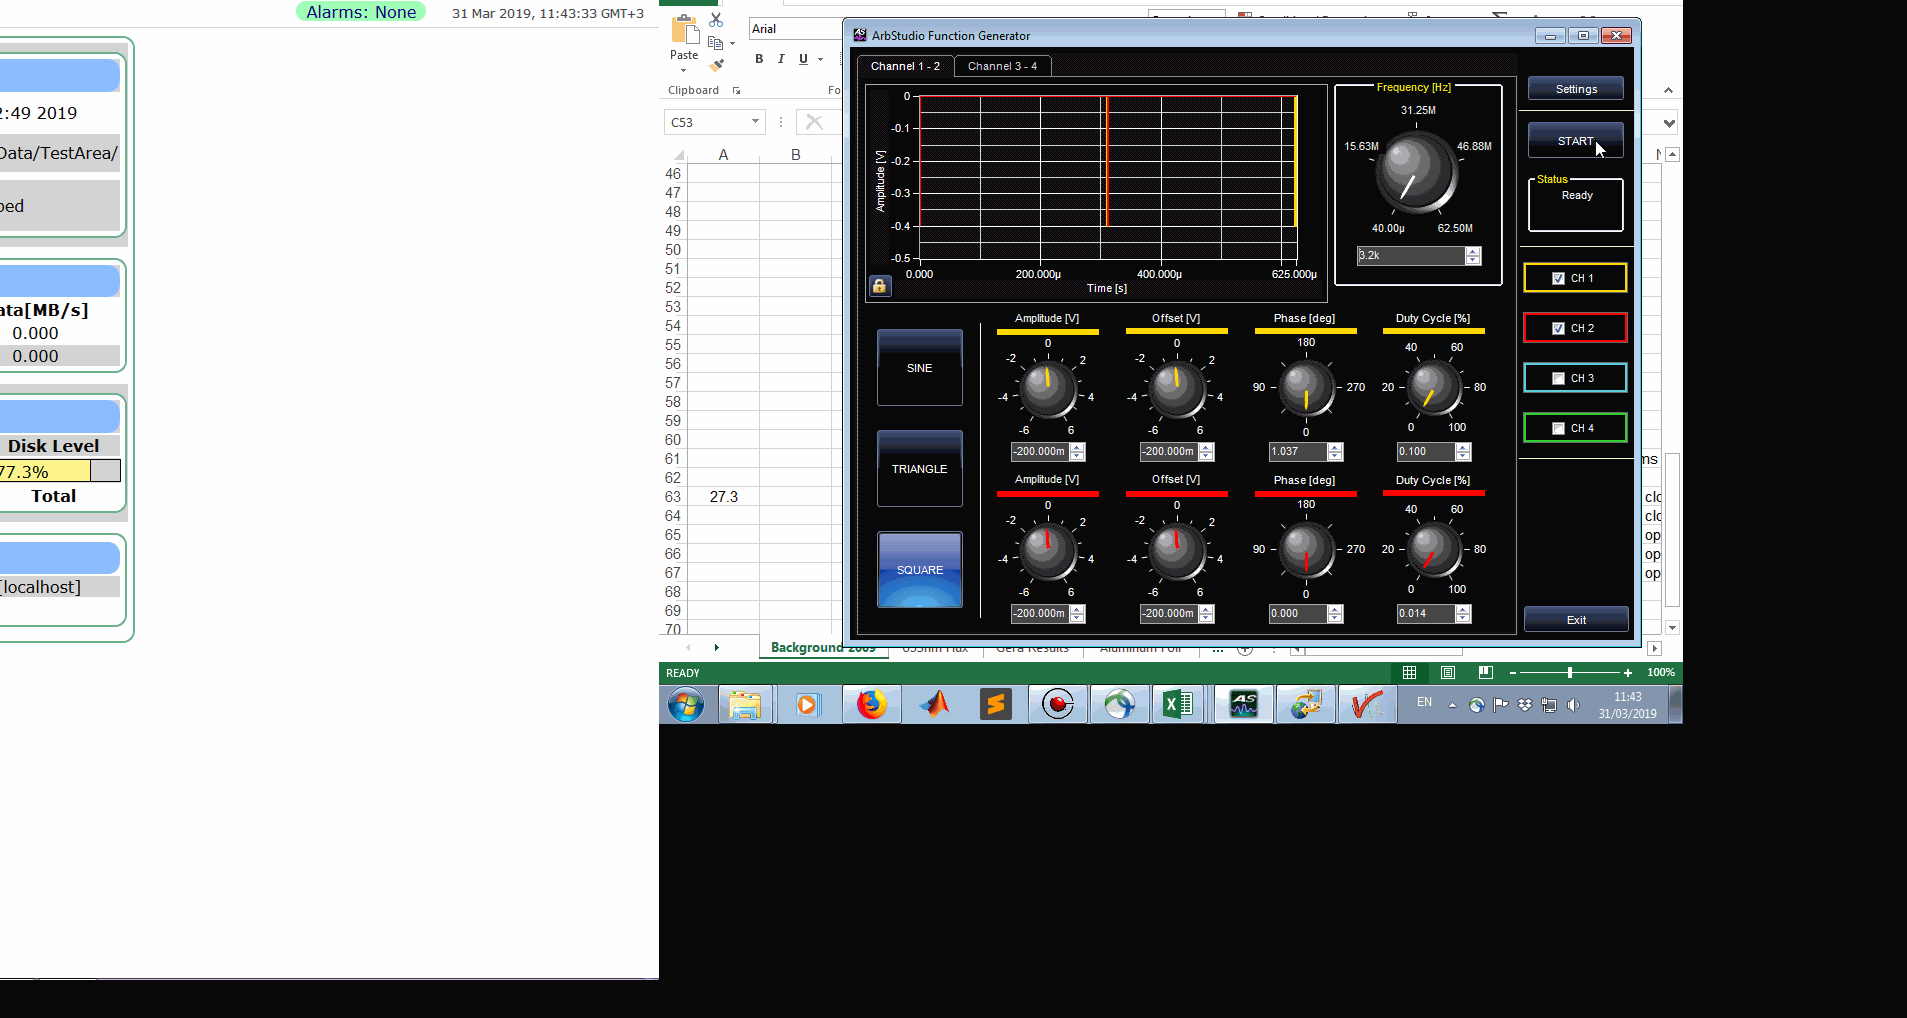 Alarms: None
31 Mar 2019, 11:43:33 GMT+3
2:49 2019
Data/TestArea/
ata[MB/s]
0.000
0.000
Disk Level
77.3%
Total
[localhost]
Paste
Clipboard
Arial
B I U
Fo
C53
A B
46
47
48
49
50
51
52
53
54
55
56
57
58
59
60
61
62
63 27.3
64
65
66
67
68
69
70
ArbStudio Function Generator
Channel 1 - 2 Channel 3 - 4
Amplitude [V]
0
-0.1
-0.2
-0.3
-0.4
-0.5
0.000 200.000µ 400.000µ 625.000µ
Time [s]
Frequency [Hz]
31.25M
15.63M 46.88M
40.00µ 62.50M
3.2k
Settings
START
Status
Ready
CH 1
CH 2
CH 3
CH 4
Exit
SINE
TRIANGLE
SQUARE
Amplitude [V] Offset [V] Phase [deg] Duty Cycle [%]
0 0 180 40 60
-2 2 -2 2
-4 4 -4 4 90 270 20 80
-6 6 -6 6 0 0 100
-200.000m -200.000m 1.037 0.100
Amplitude [V] Offset [V] Phase [deg] Duty Cycle [%]
0 0 180 40 60
-2 2 -2 2
-4 4 -4 4 90 270 20 80
-6 6 -6 6 0 0 100
-200.000m -200.000m 0.000 0.014
ms
clo
clo
op
op
op
Background 2009
Gera Results
Aluminum Foil
READY
100%
EN
11:43
31/03/2019